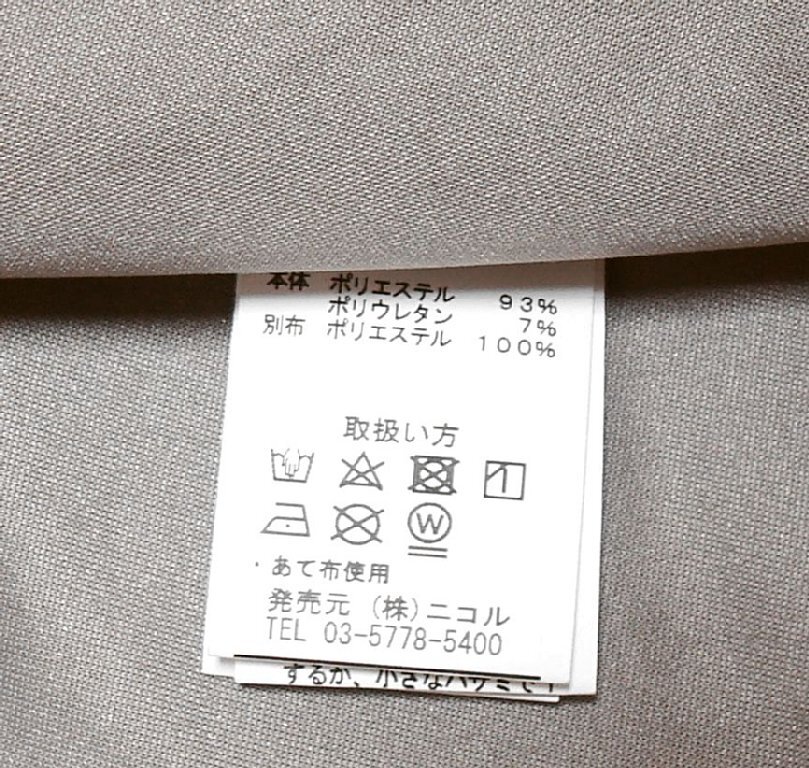 本体 ポリエステル 93%
ポリウレタン 7%
別布 ポリエステル 100%
取扱い方
W
・あて布使用
発売元 (株)ニコル
TEL 03-5778-5400
するか、小さなハサミで